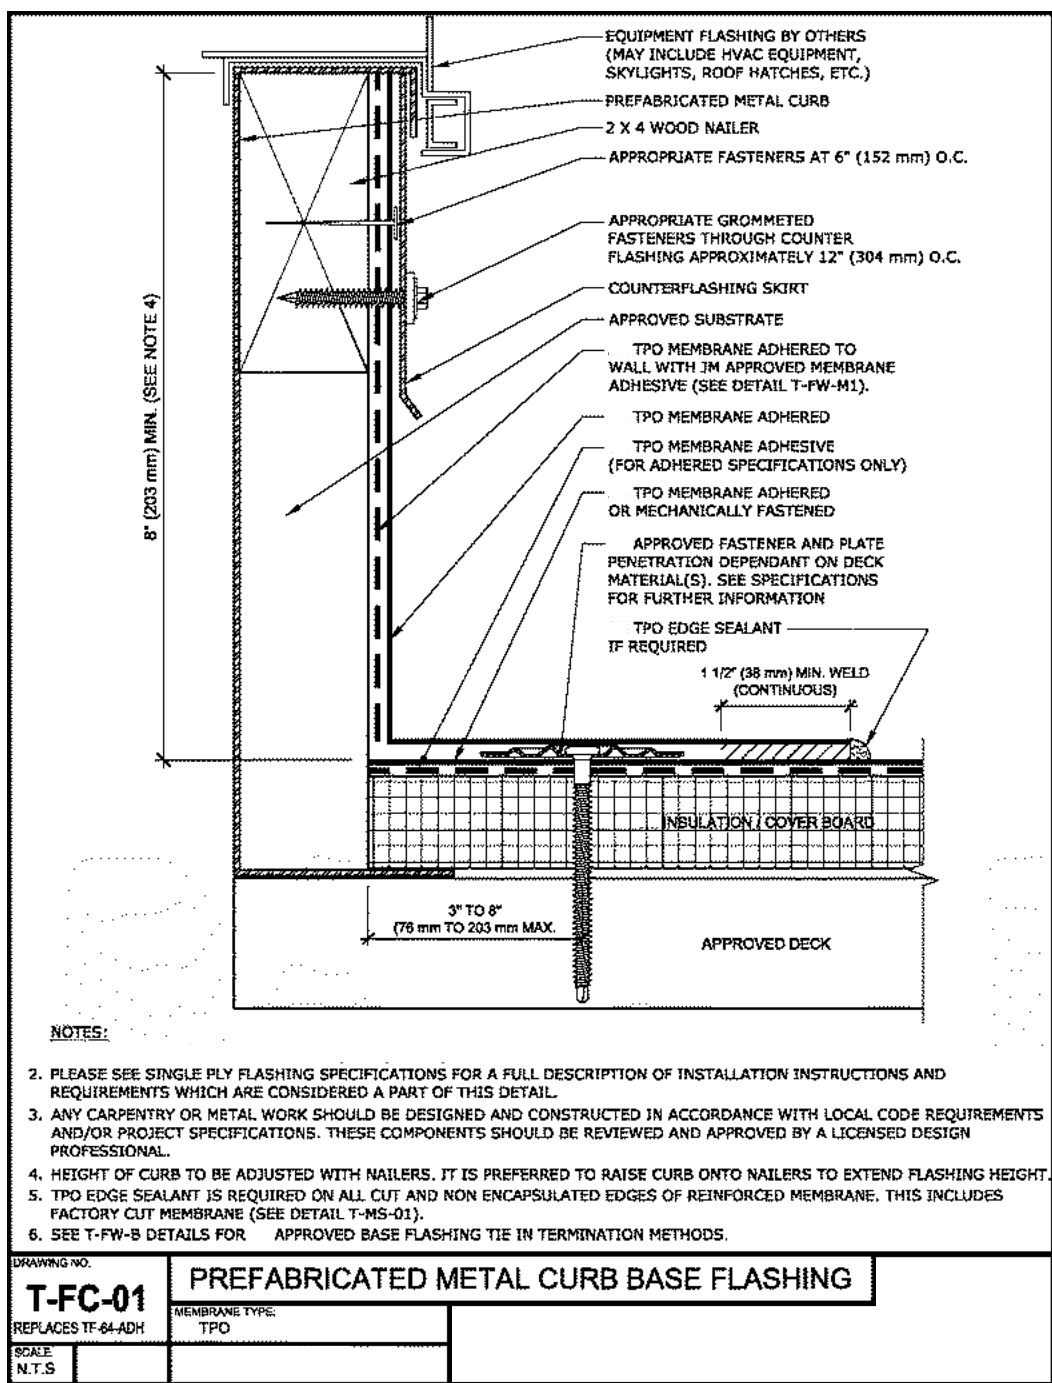 EQUIPMENT FLASHING BY OTHERS
(MAY INCLUDE HVAC EQUIPMENT,
SKYLIGHTS, ROOF HATCHES, ETC.)
PREFABRICATED METAL CURB
2 X 4 WOOD NAILER
APPROPRIATE FASTENERS AT 6" (152 mm) O.C.
APPROPRIATE GROMMETED
FASTENERS THROUGH COUNTER
FLASHING APPROXIMATELY 12" (304 mm) O.C.
COUNTERFLASHING SKIRT
APPROVED SUBSTRATE
TPO MEMBRANE ADHERED TO
WALL WITH JM APPROVED MEMBRANE
ADHESIVE (SEE DETAIL T-FW-M1).
TPO MEMBRANE ADHERED
TPO MEMBRANE ADHESIVE
(FOR ADHERED SPECIFICATIONS ONLY)
TPO MEMBRANE ADHERED
OR MECHANICALLY FASTENED
APPROVED FASTENER AND PLATE
PENETRATION DEPENDANT ON DECK
MATERIAL(S). SEE SPECIFICATIONS
FOR FURTHER INFORMATION
TPO EDGE SEALANT
IF REQUIRED
1 1/2" (38 mm) MIN. WELD
(CONTINUOUS)
8" (203 mm) MIN. (SEE NOTE 4)
INSULATION / COVER BOARD
3" TO 8"
(76 mm TO 203 mm MAX.
APPROVED DECK
NOTES:
2. PLEASE SEE SINGLE PLY FLASHING SPECIFICATIONS FOR A FULL DESCRIPTION OF INSTALLATION INSTRUCTIONS AND
REQUIREMENTS WHICH ARE CONSIDERED A PART OF THIS DETAIL.
3. ANY CARPENTRY OR METAL WORK SHOULD BE DESIGNED AND CONSTRUCTED IN ACCORDANCE WITH LOCAL CODE REQUIREMENTS
AND/OR PROJECT SPECIFICATIONS. THESE COMPONENTS SHOULD BE REVIEWED AND APPROVED BY A LICENSED DESIGN
PROFESSIONAL.
4. HEIGHT OF CURB TO BE ADJUSTED WITH NAILERS. IT IS PREFERRED TO RAISE CURB ONTO NAILERS TO EXTEND FLASHING HEIGHT.
5. TPO EDGE SEALANT IS REQUIRED ON ALL CUT AND NON ENCAPSULATED EDGES OF REINFORCED MEMBRANE. THIS INCLUDES
FACTORY CUT MEMBRANE (SEE DETAIL T-MS-01).
6. SEE T-FW-B DETAILS FOR APPROVED BASE FLASHING TIE IN TERMINATION METHODS.
DRAWING NO.
T-FC-01
REPLACES TF-64-ADH
PREFABRICATED METAL CURB BASE FLASHING
MEMBRANE TYPE:
TPO
SCALE
N.T.S